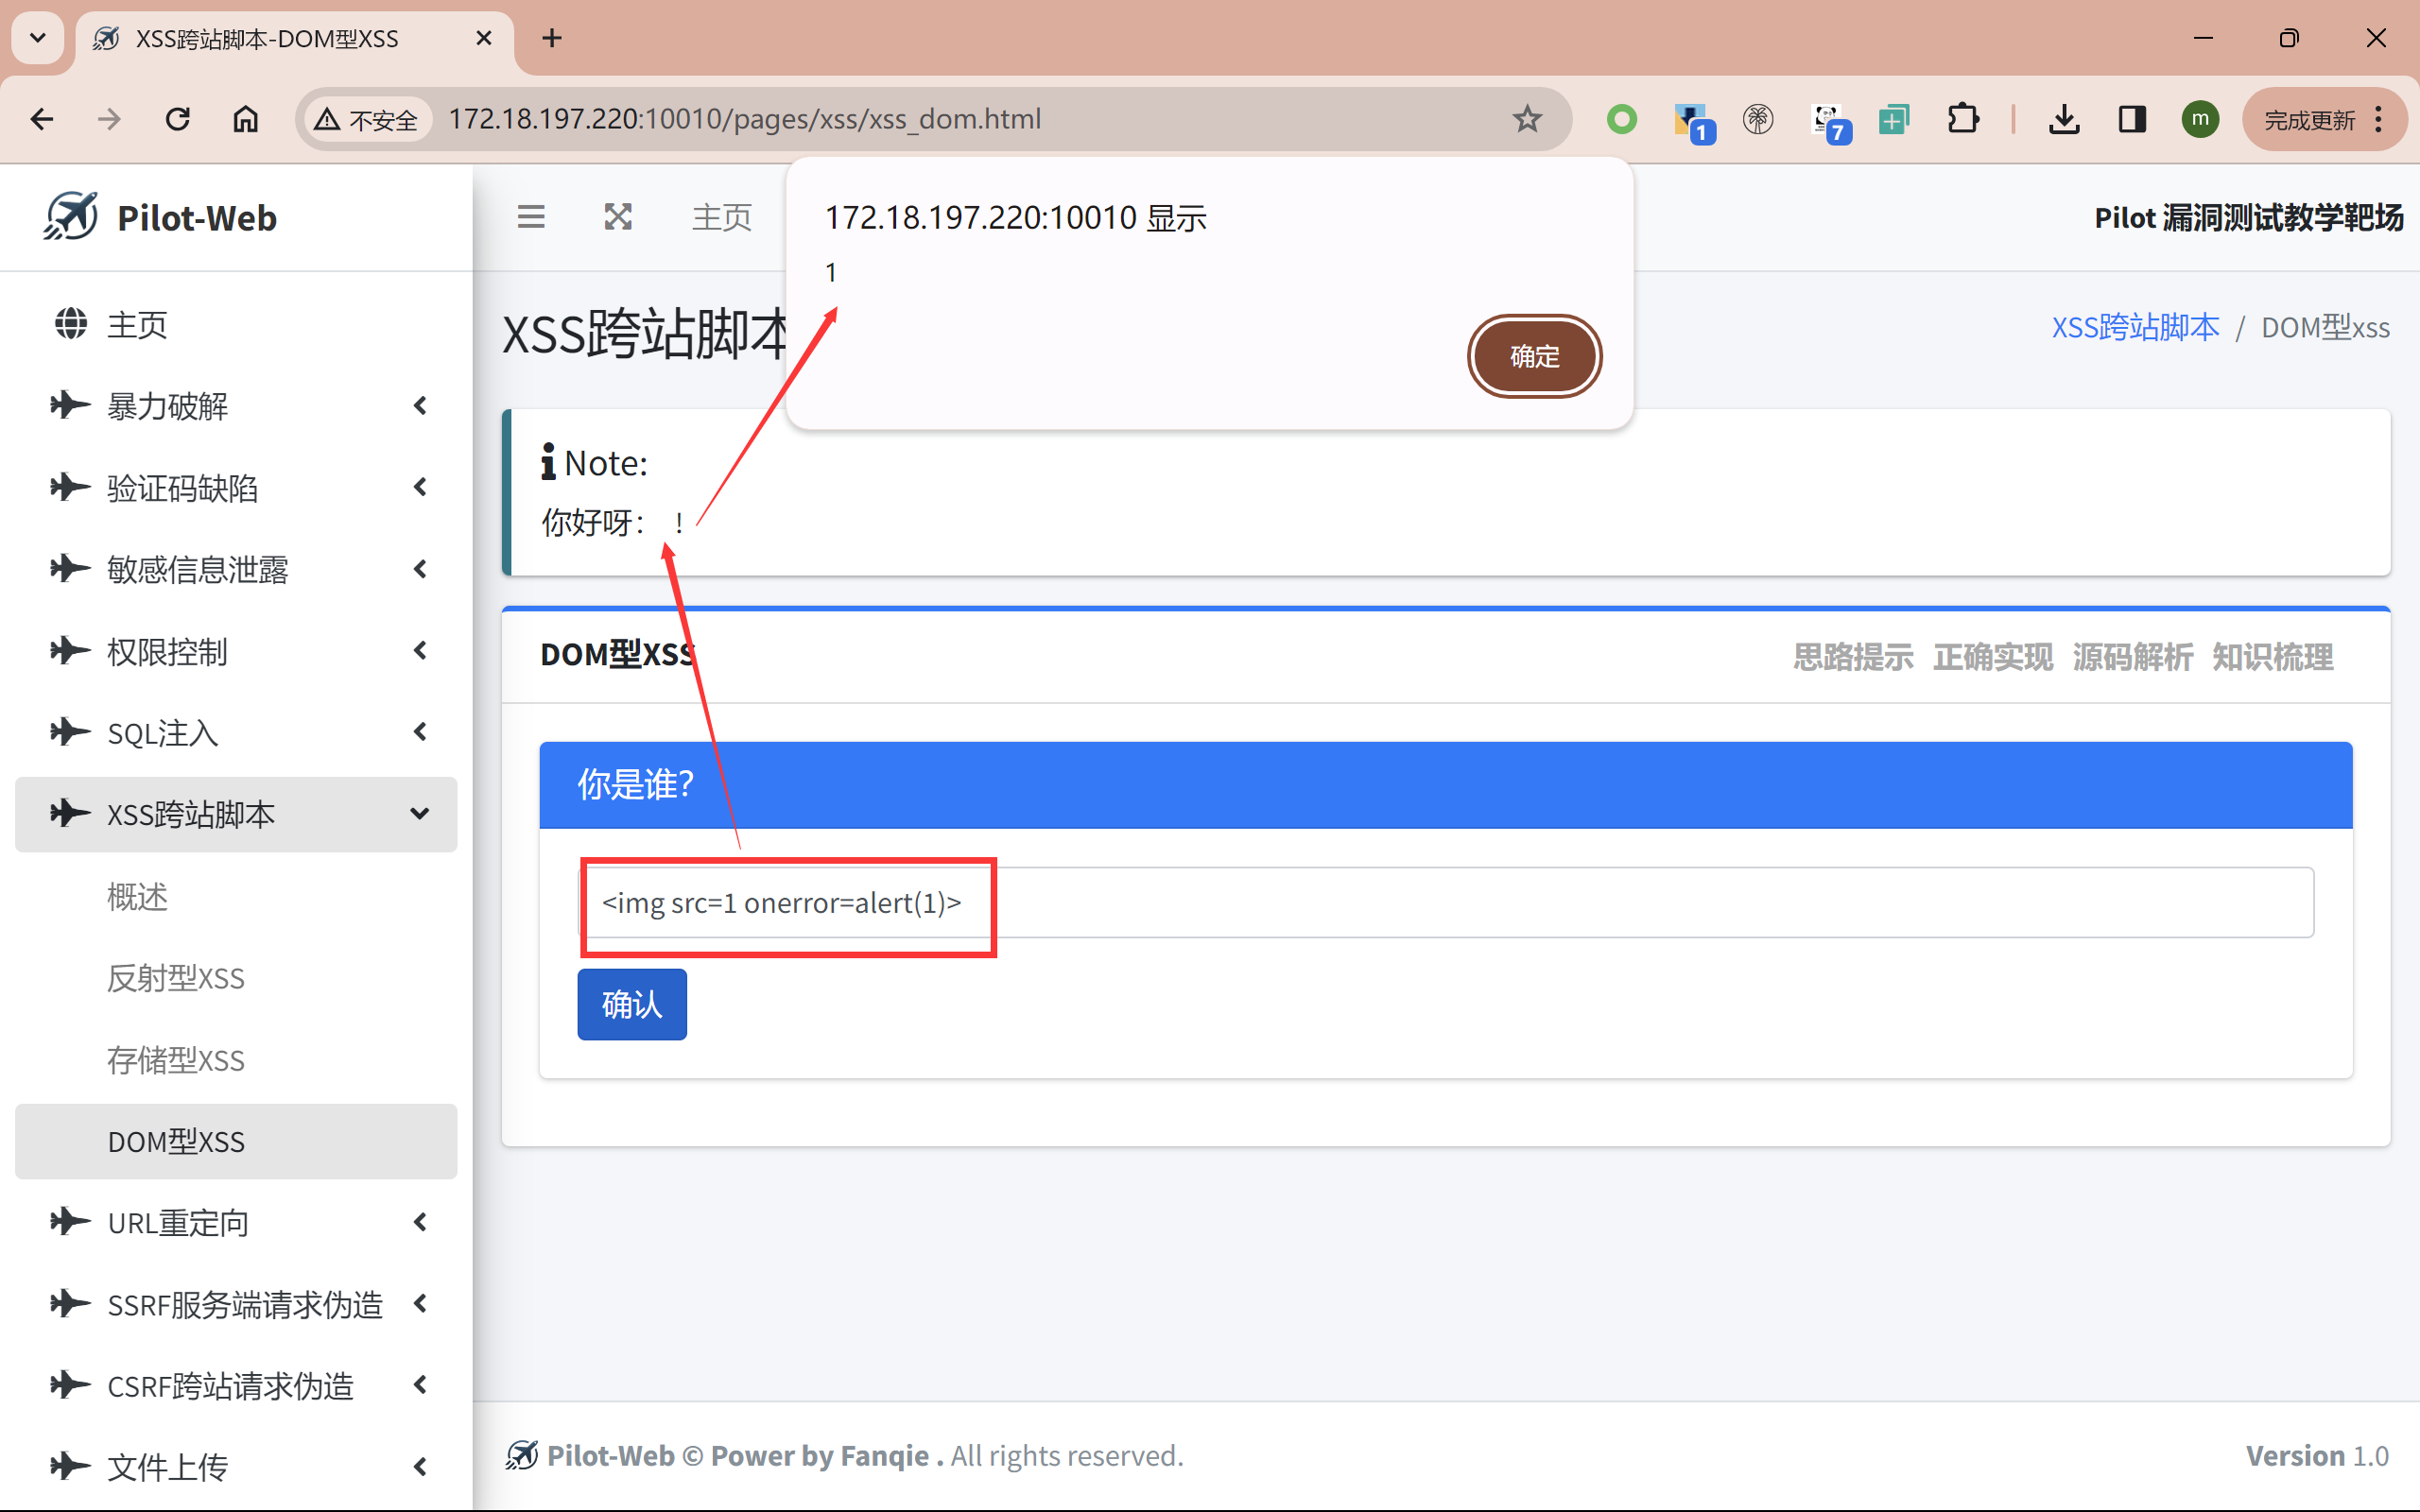 XSS跨站脚本-DOM型XSS
不安全 172.18.197.220:10010/pages/xss/xss_dom.html
1
7
m
完成更新
Pilot-Web
主页
Pilot 漏洞测试教学靶场
172.18.197.220:10010 显示
1
确定
主页
暴力破解
验证码缺陷
敏感信息泄露
权限控制
SQL注入
XSS跨站脚本
概述
反射型XSS
存储型XSS
DOM型XSS
URL重定向
SSRF服务端请求伪造
CSRF跨站请求伪造
文件上传
XSS跨站脚本
XSS跨站脚本 / DOM型xss
Note:
你好呀： ！
DOM型XSS
思路提示 正确实现 源码解析 知识梳理
你是谁？
<img src=1 onerror=alert(1)>
确认
Pilot-Web © Power by Fanqie . All rights reserved.
Version 1.0